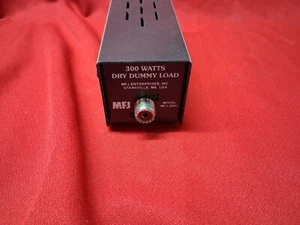 300 WATTS
DRY DUMMY LOAD
MFJ ENTERPRISES, INC
STARKVILLE, MS, USA
MFJ
MODEL